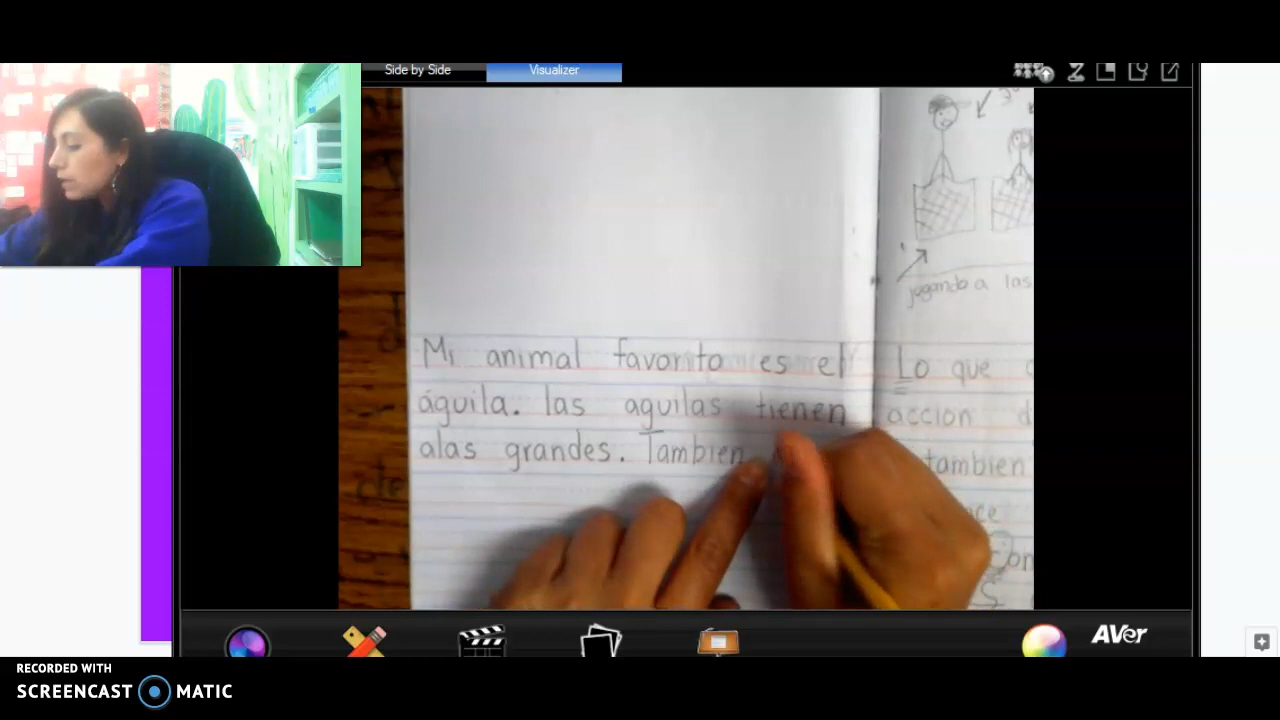 Side by Side
Visualizer
jugando a las
Mi animal favorito es el
águila. las aguilas tienen
alas grandes. Tambien
Lo que
accion d
tambien
AVer
RECORDED WITH
SCREENCAST MATIC